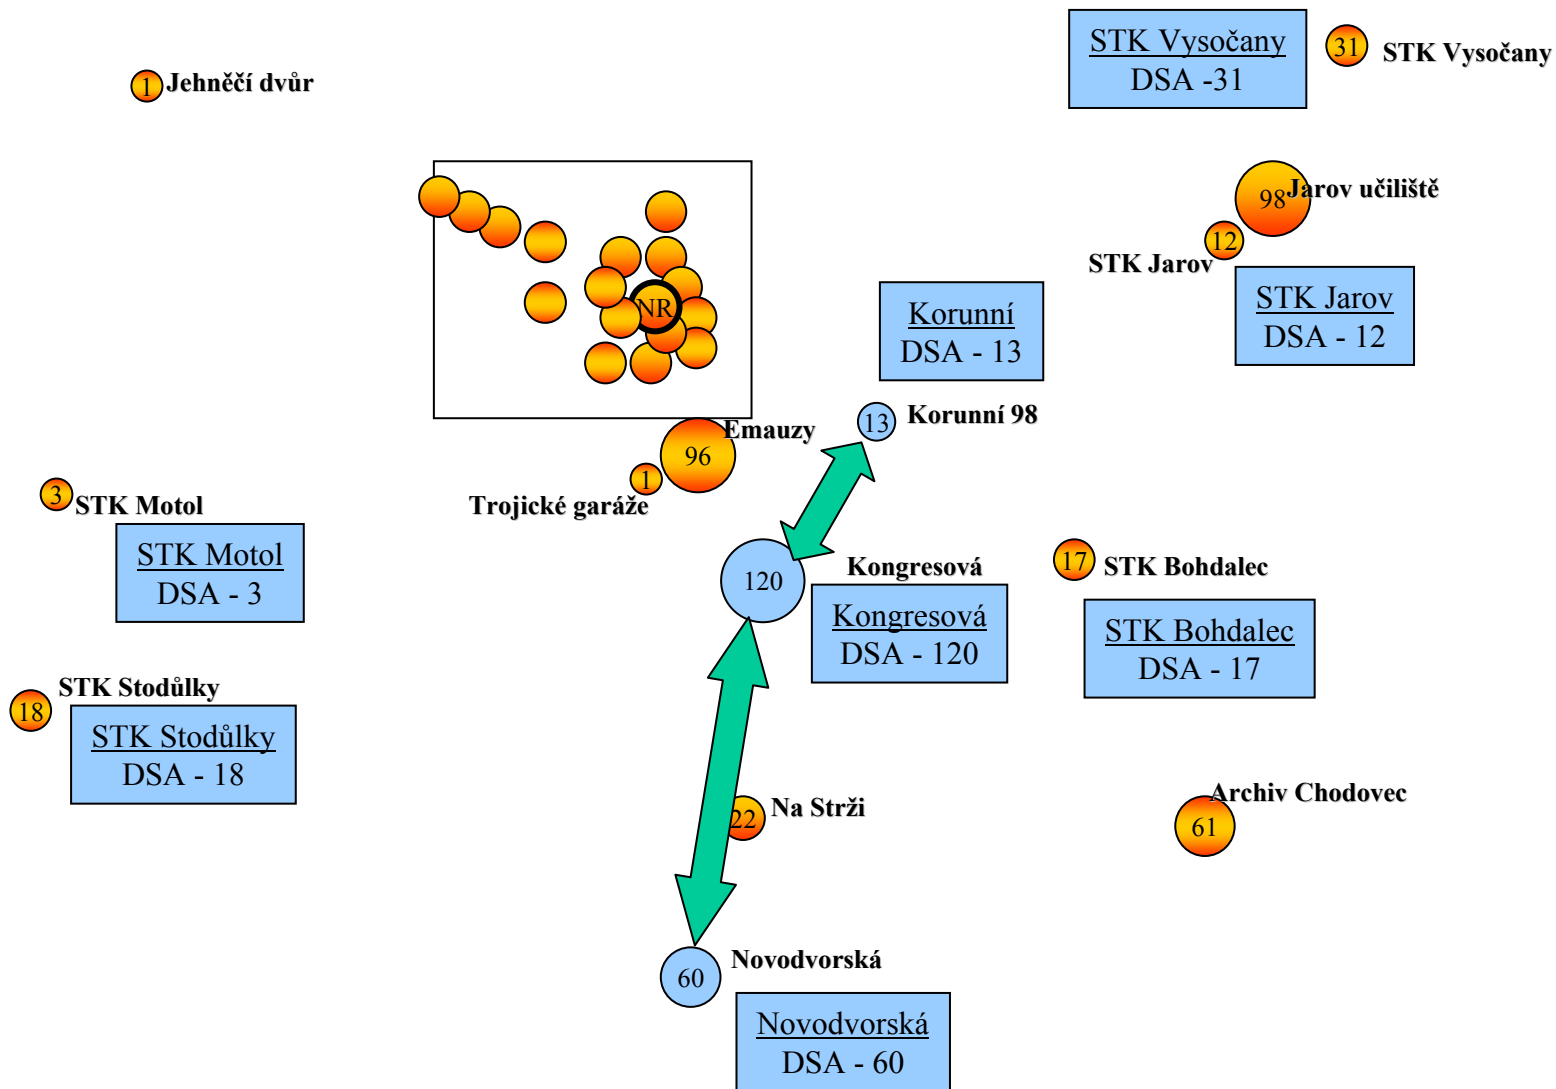 STK Vysočany
DSA -31
31
STK Vysočany
1
Jehněčí dvůr
98
Jarov učiliště
12
STK Jarov
STK Jarov
DSA - 12
NR
Korunní
DSA - 13
13
Korunní 98
Emauzy
96
1
Trojické garáže
3
STK Motol
STK Motol
DSA - 3
120
Kongresová
Kongresová
DSA - 120
17
STK Bohdalec
STK Bohdalec
DSA - 17
STK Stodůlky
18
STK Stodůlky
DSA - 18
22
Na Strži
Archiv Chodovec
61
Novodvorská
60
Novodvorská
DSA - 60